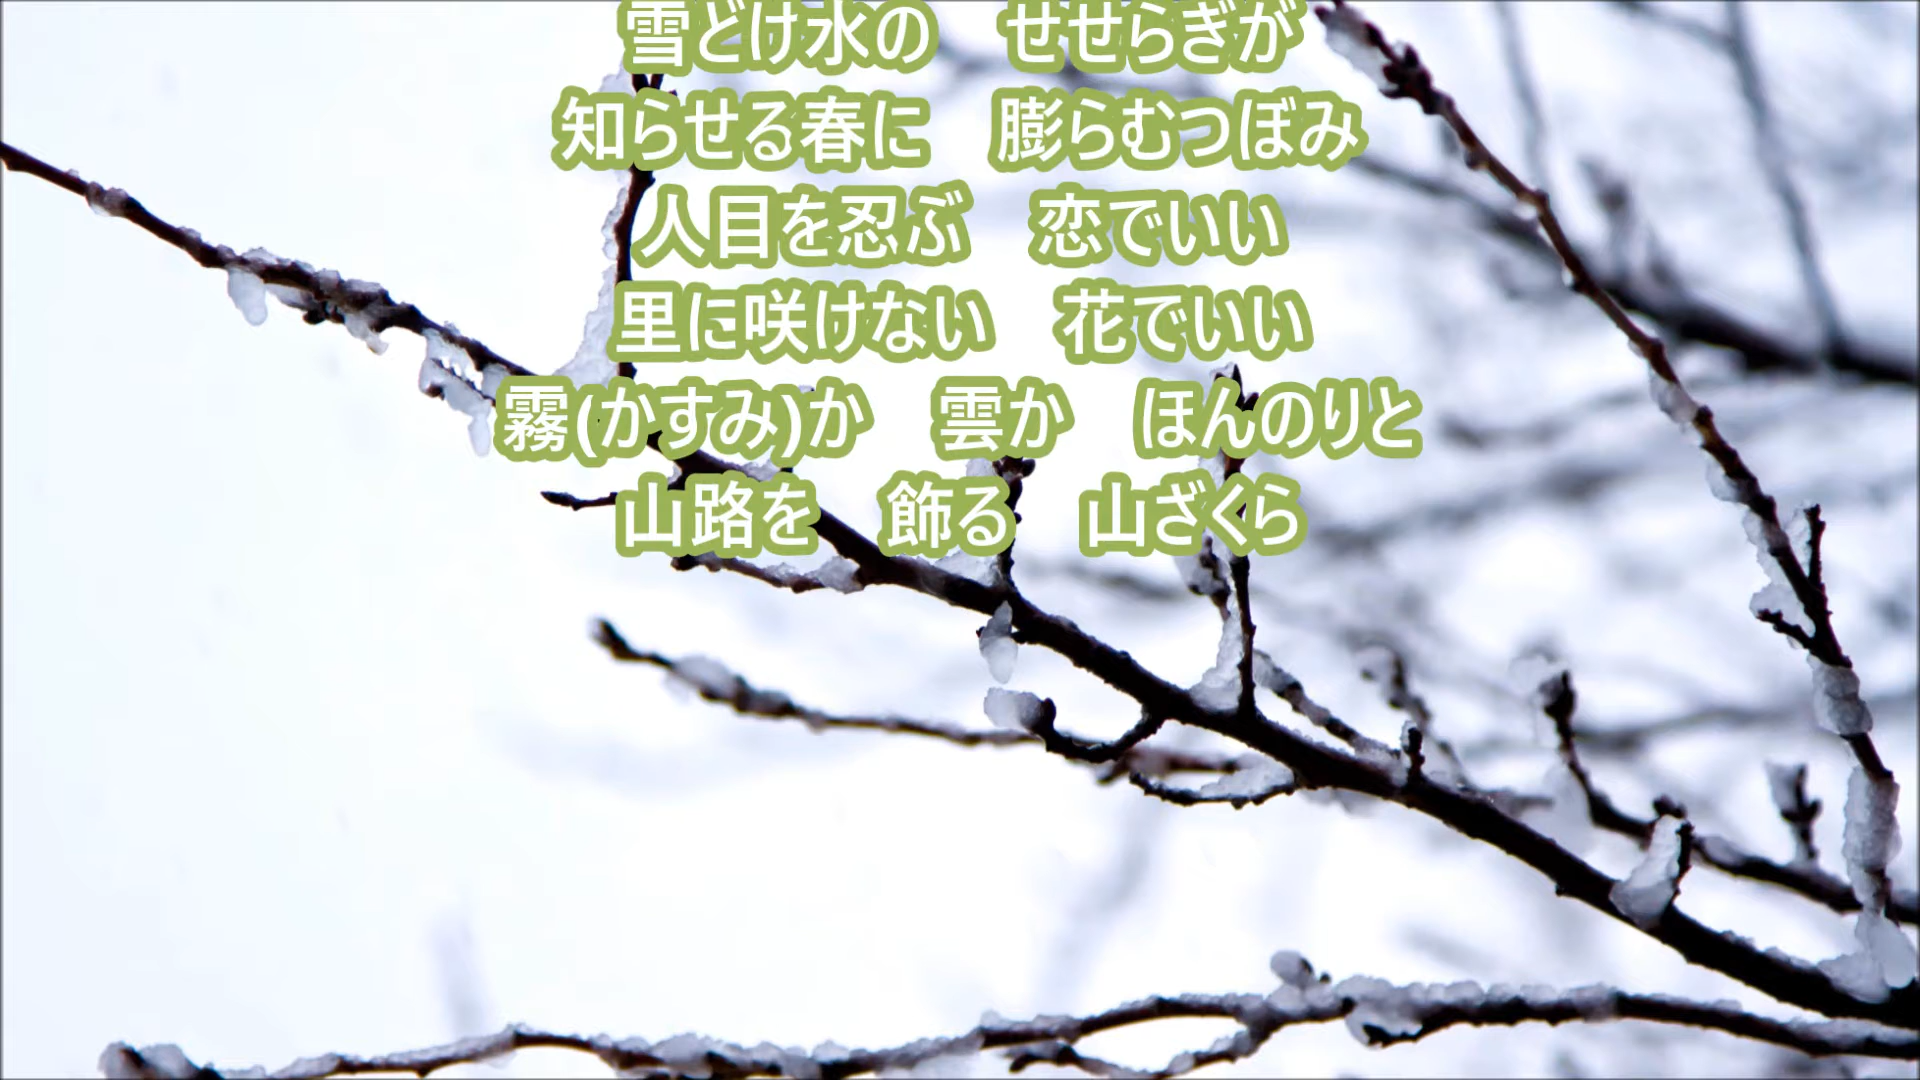 雪どけ水の　せせらぎが
知らせる春に　膨らむつぼみ
人目を忍ぶ　恋でいい
里に咲けない　花でいい
霧(かすみ)か　雲か　ほんのりと
山路を　飾る　山ざくら